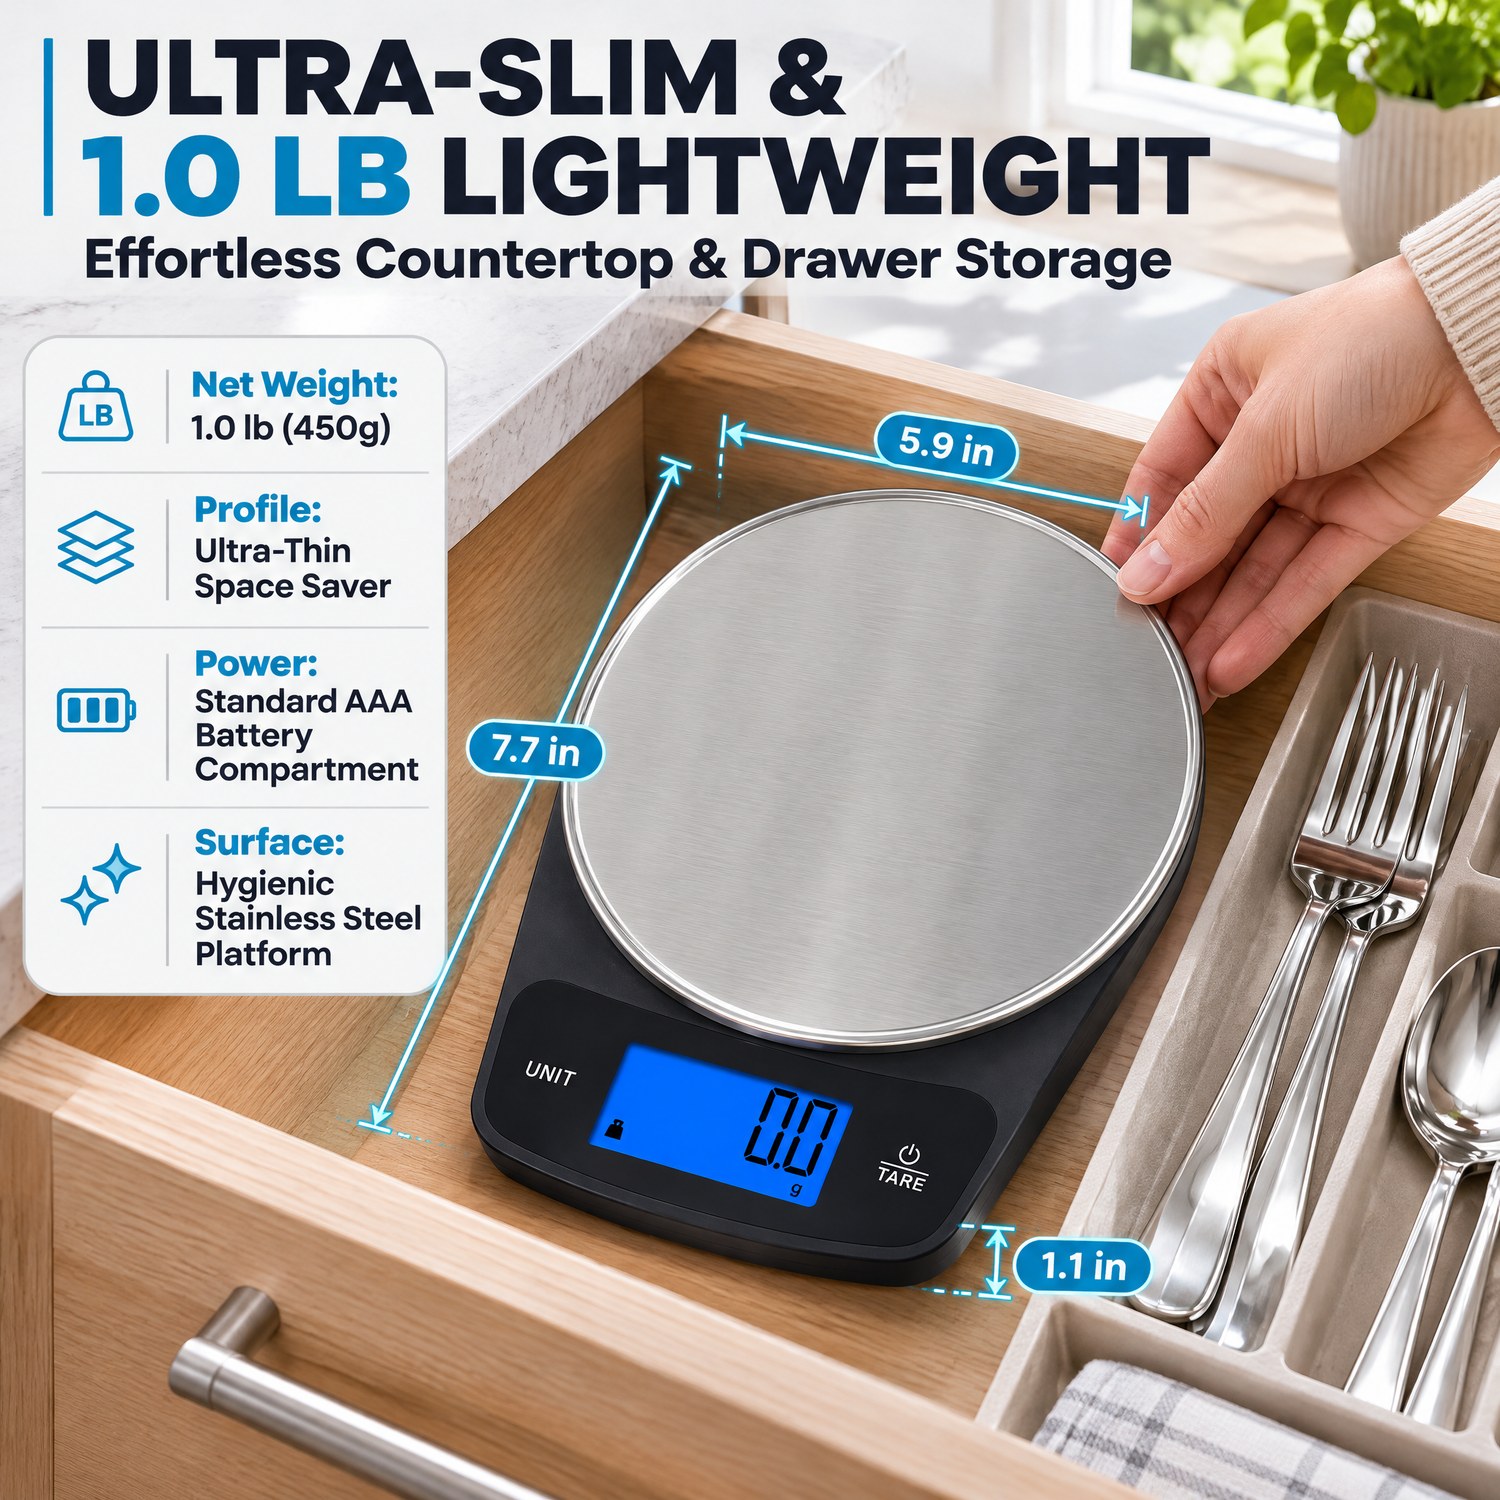 ULTRA-SLIM &
1.0 LB LIGHTWEIGHT
Effortless Countertop & Drawer Storage
LB
Net Weight:
1.0 lb (450g)
Profile:
Ultra-Thin
Space Saver
Power:
Standard AAA
Battery
Compartment
Surface:
Hygienic
Stainless Steel
Platform
5.9 in
7.7 in
UNIT
0.0
g
TARE
1.1 in